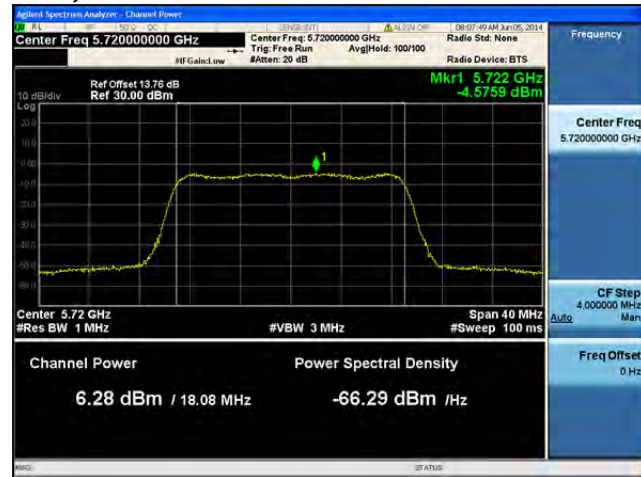 Agilent Spectrum Analyzer - Channel Power
RL
RF
50 Ω
DC
SENSE:INT
ALIGN OFF
08:07:49 AM Jun 05, 2014
Center Freq 5.720000000 GHz
Center Freq: 5.720000000 GHz
Radio Std: None
Trig: Free Run
Avg|Hold: 100/100
#IFGain:Low
#Atten: 20 dB
Radio Device: BTS
Frequency
Ref Offset 13.76 dB
Mkr1 5.722 GHz
10 dB/div
Ref 30.00 dBm
-4.5759 dBm
Log
20.0
10.0
0.00
-10.0
-20.0
-30.0
-40.0
-50.0
-60.0
1
Center Freq
5.720000000 GHz
Center 5.72 GHz
Span 40 MHz
#Res BW 1 MHz
#VBW 3 MHz
#Sweep 100 ms
CF Step
4.000000 MHz
Auto
Man
Channel Power
Power Spectral Density
6.28 dBm / 18.08 MHz
-66.29 dBm /Hz
Freq Offset
0 Hz
MSG
STATUS